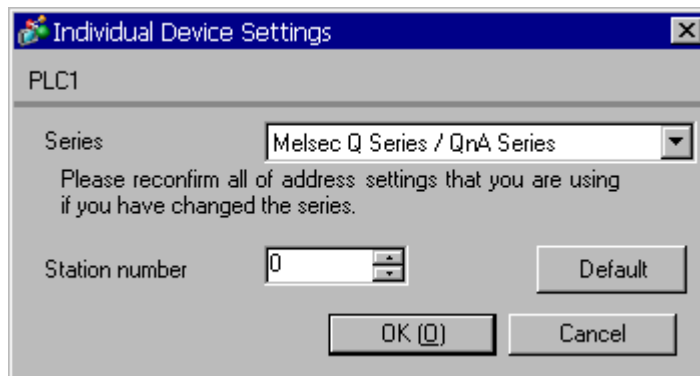 Individual Device Settings
PLC1
Series
Melsec Q Series / QnA Series
Please reconfirm all of address settings that you are using
if you have changed the series.
Station number
0
Default
OK (O)
Cancel